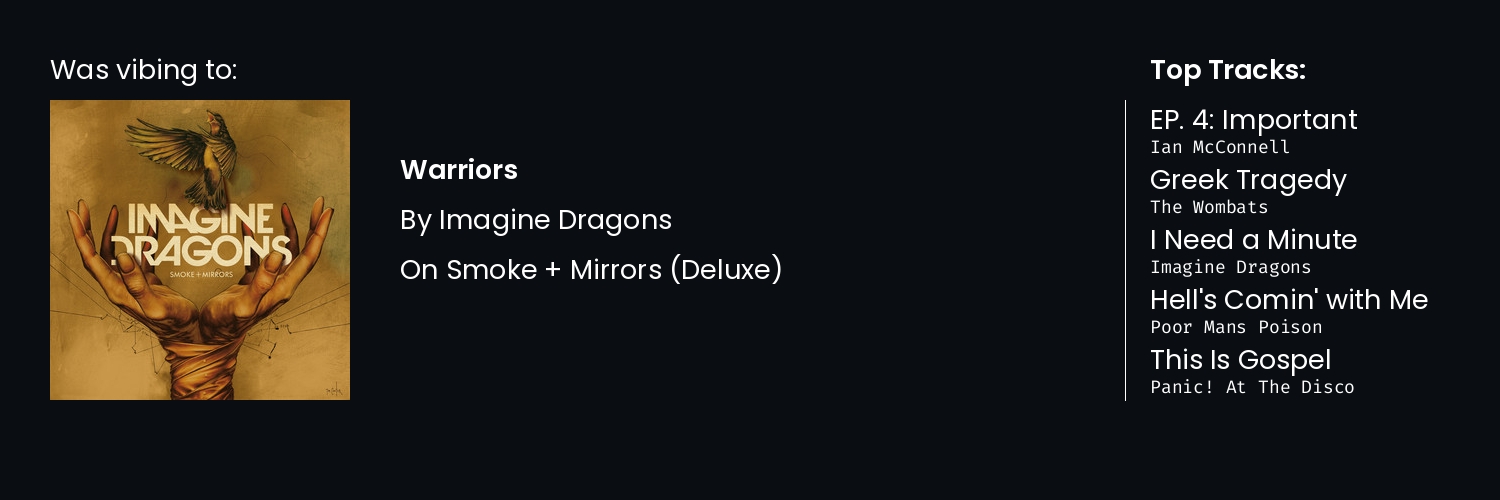 Was vibing to:
IMAGINE
DRAGONS
SMOKE + MIRRORS
Warriors
By Imagine Dragons
On Smoke + Mirrors (Deluxe)
Top Tracks:
EP. 4: Important
Ian McConnell
Greek Tragedy
The Wombats
I Need a Minute
Imagine Dragons
Hell's Comin' with Me
Poor Mans Poison
This Is Gospel
Panic! At The Disco